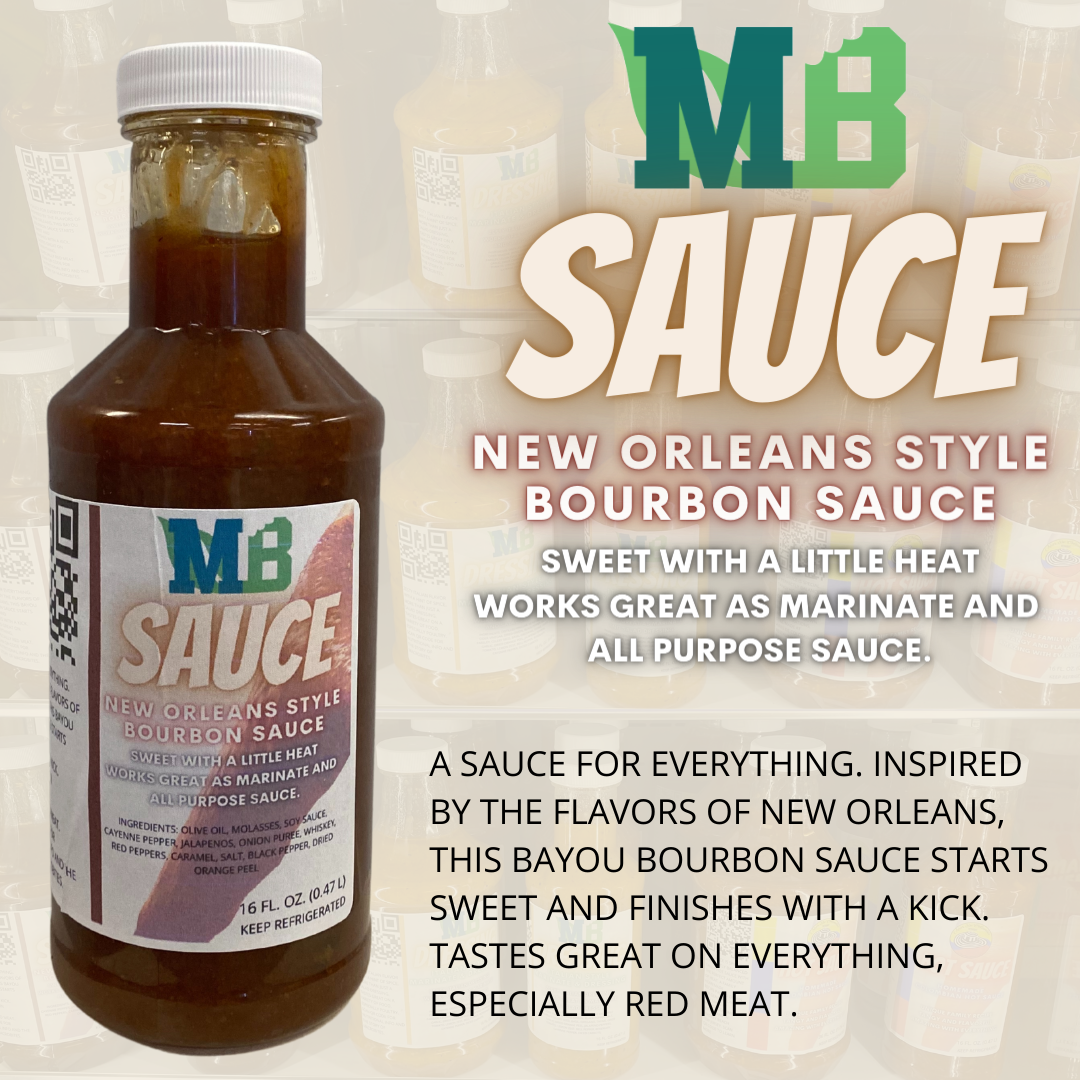 MB
SAUCE
NEW ORLEANS STYLE
BOURBON SAUCE
SWEET WITH A LITTLE HEAT
WORKS GREAT AS MARINATE AND
ALL PURPOSE SAUCE.
A SAUCE FOR EVERYTHING. INSPIRED
BY THE FLAVORS OF NEW ORLEANS,
THIS BAYOU BOURBON SAUCE STARTS
SWEET AND FINISHES WITH A KICK.
TASTES GREAT ON EVERYTHING,
ESPECIALLY RED MEAT.
MB
SAUCE
NEW ORLEANS STYLE
BOURBON SAUCE
SWEET WITH A LITTLE HEAT
WORKS GREAT AS MARINATE AND
ALL PURPOSE SAUCE.
INGREDIENTS: OLIVE OIL, MOLASSES, SOY SAUCE,
CAYENNE PEPPER, JALAPENOS, ONION PUREE, WHISKEY,
RED PEPPERS, CARAMEL, SALT, BLACK PEPPER, DRIED
ORANGE PEEL
16 FL. OZ. (0.47 L)
KEEP REFRIGERATED